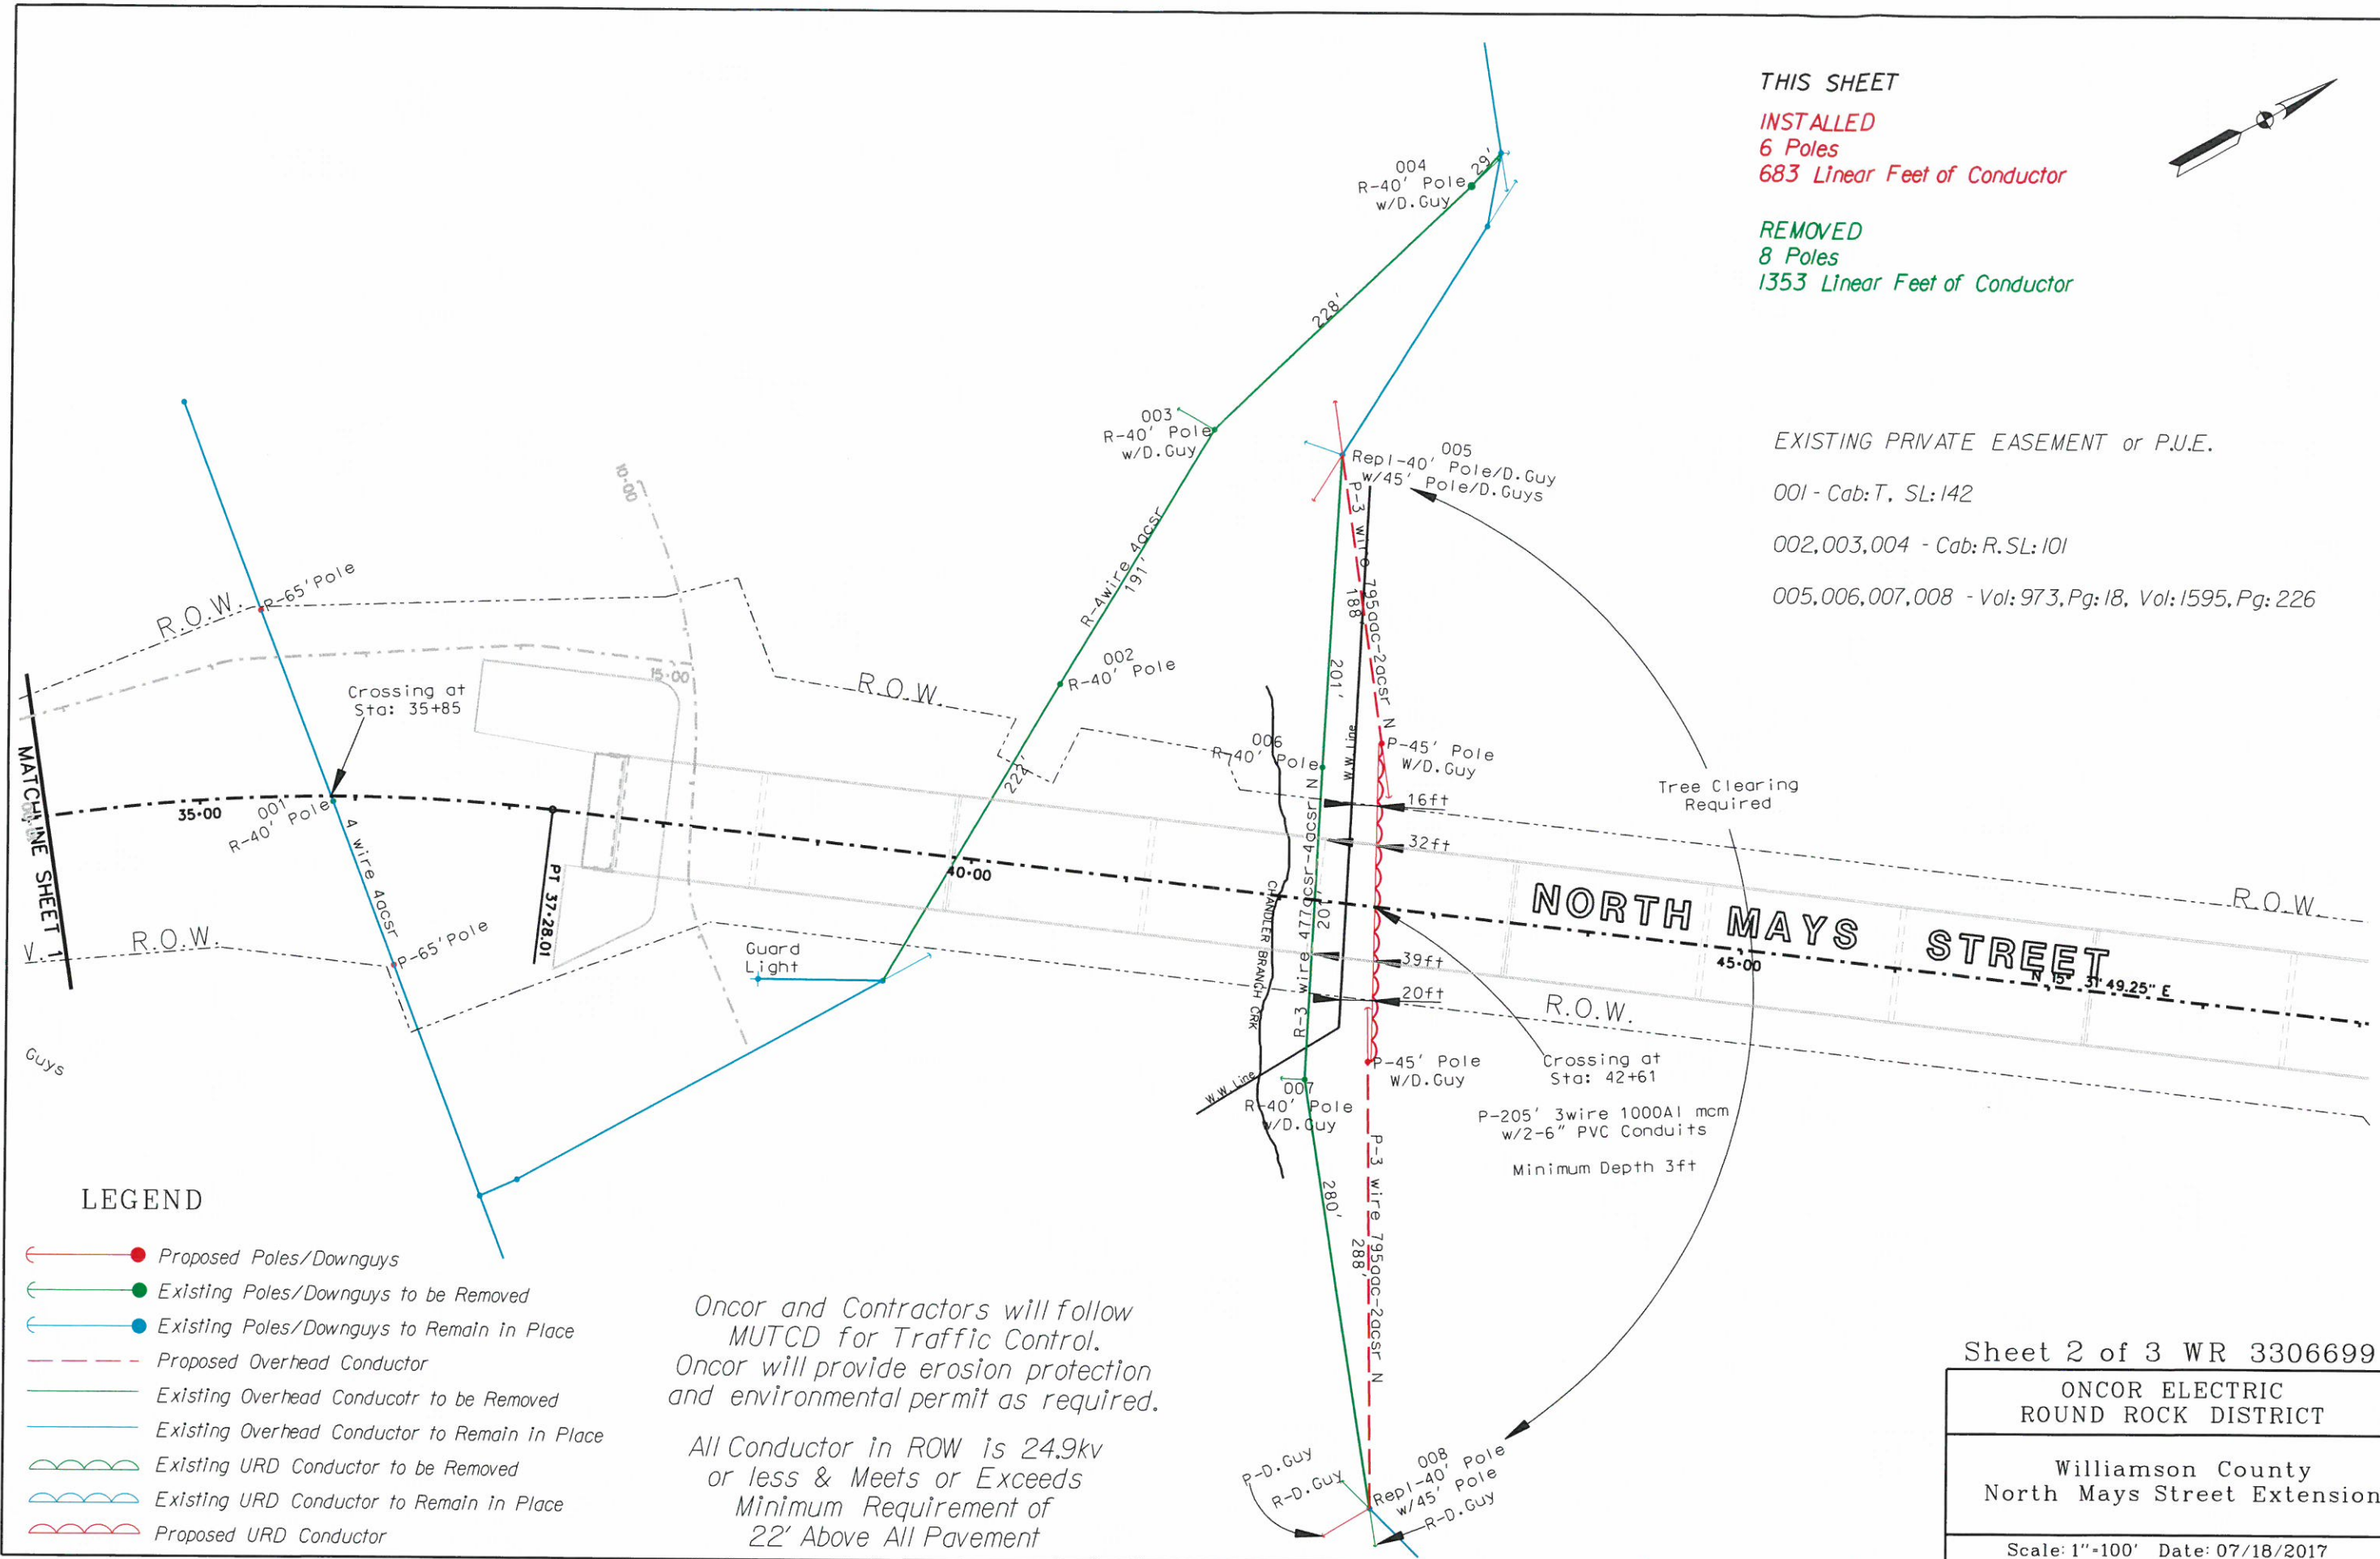 THIS SHEET
INSTALLED
6 Poles
683 Linear Feet of Conductor
REMOVED
8 Poles
1353 Linear Feet of Conductor
EXISTING PRIVATE EASEMENT or P.U.E.
001 - Cab: T, SL: 142
002,003,004 - Cab: R. SL: 101
005,006,007,008 - Vol: 973, Pg: 18, Vol: 1595, Pg: 226
004
R-40' Pole
w/D.Guy
29'
228'
003
R-40' Pole
w/D.Guy
R-4wire 4acsr
191'
002
R-40' Pole
222'
005
Repl-40' Pole/D.Guy
w/45' Pole/D.Guys
P-3 wire 795aac-2acsr N
188'
201'
W.W. Line
006
R-40' Pole
P-45' Pole
W/D.Guy
16ft
32ft
39ft
20ft
Tree Clearing
Required
10+00
15+00
R.O.W.
P-65' Pole
R.O.W.
Crossing at
Sta: 35+85
MATCHLINE SHEET 1
35+00
001
R-40' Pole
4 wire 4acsr
P-65' Pole
R.O.W.
V.
PT 37+28.01
40+00
Guard
Light
CHANDLER BRANCH CRK
R-3 wire 477acsr-4acsr N
NORTH MAYS STREET
45+00
N 15° 31' 49.25" E
R.O.W.
R.O.W.
Guys
P-45' Pole
W/D.Guy
Crossing at
Sta: 42+61
P-205' 3wire 1000Al mcm
w/2-6" PVC Conduits
Minimum Depth 3ft
W.W. Line
007
R-40' Pole
w/D.Guy
280'
P-3 wire 795aac-2acsr N
288'
P-D.Guy
R-D.Guy
008
Repl-40' Pole
w/45' Pole
R-D.Guy
LEGEND
Proposed Poles/Downguys
Existing Poles/Downguys to be Removed
Existing Poles/Downguys to Remain in Place
Proposed Overhead Conductor
Existing Overhead Conducotr to be Removed
Existing Overhead Conductor to Remain in Place
Existing URD Conductor to be Removed
Existing URD Conductor to Remain in Place
Proposed URD Conductor
Oncor and Contractors will follow
MUTCD for Traffic Control.
Oncor will provide erosion protection
and environmental permit as required.
All Conductor in ROW is 24.9kv
or less & Meets or Exceeds
Minimum Requirement of
22' Above All Pavement
Sheet 2 of 3 WR 3306699
ONCOR ELECTRIC
ROUND ROCK DISTRICT
Williamson County
North Mays Street Extension
Scale: 1"=100' Date: 07/18/2017